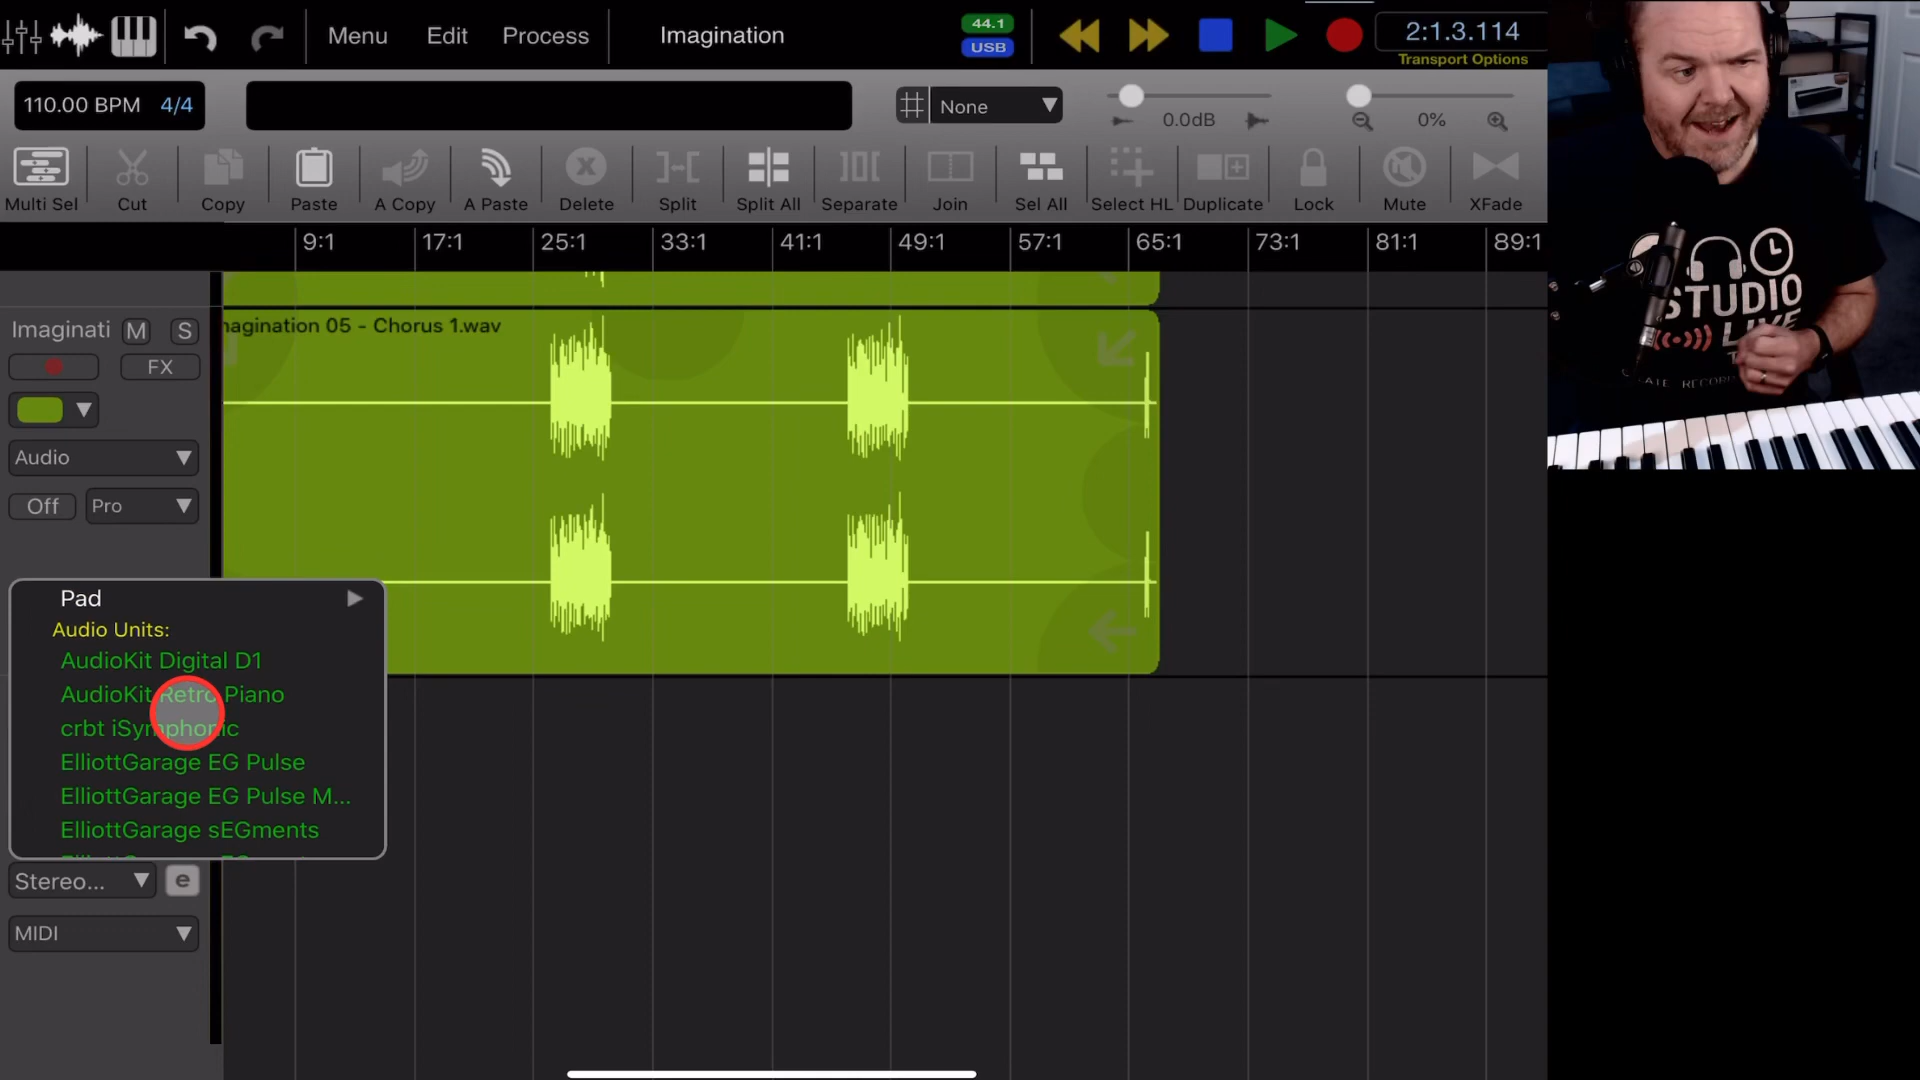 Menu Edit Process Imagination 44.1 USB 2:1.3.114
Transport Options
110.00 BPM 4/4 None 0.0dB 0%
Multi Sel Cut Copy Paste A Copy A Paste Delete Split Split All Separate Join Sel All Select HL Duplicate Lock Mute XFade
9:1 17:1 25:1 33:1 41:1 49:1 57:1 65:1 73:1 81:1 89:1
Imaginati M S
agination 05 - Chorus 1.wav
FX
Audio
Off Pro
Pad
Audio Units:
AudioKit Digital D1
AudioKit Retro Piano
crbt iSymphonic
ElliottGarage EG Pulse
ElliottGarage EG Pulse M...
ElliottGarage sEGments
Stereo... e
MIDI
STUDIO
LIVE